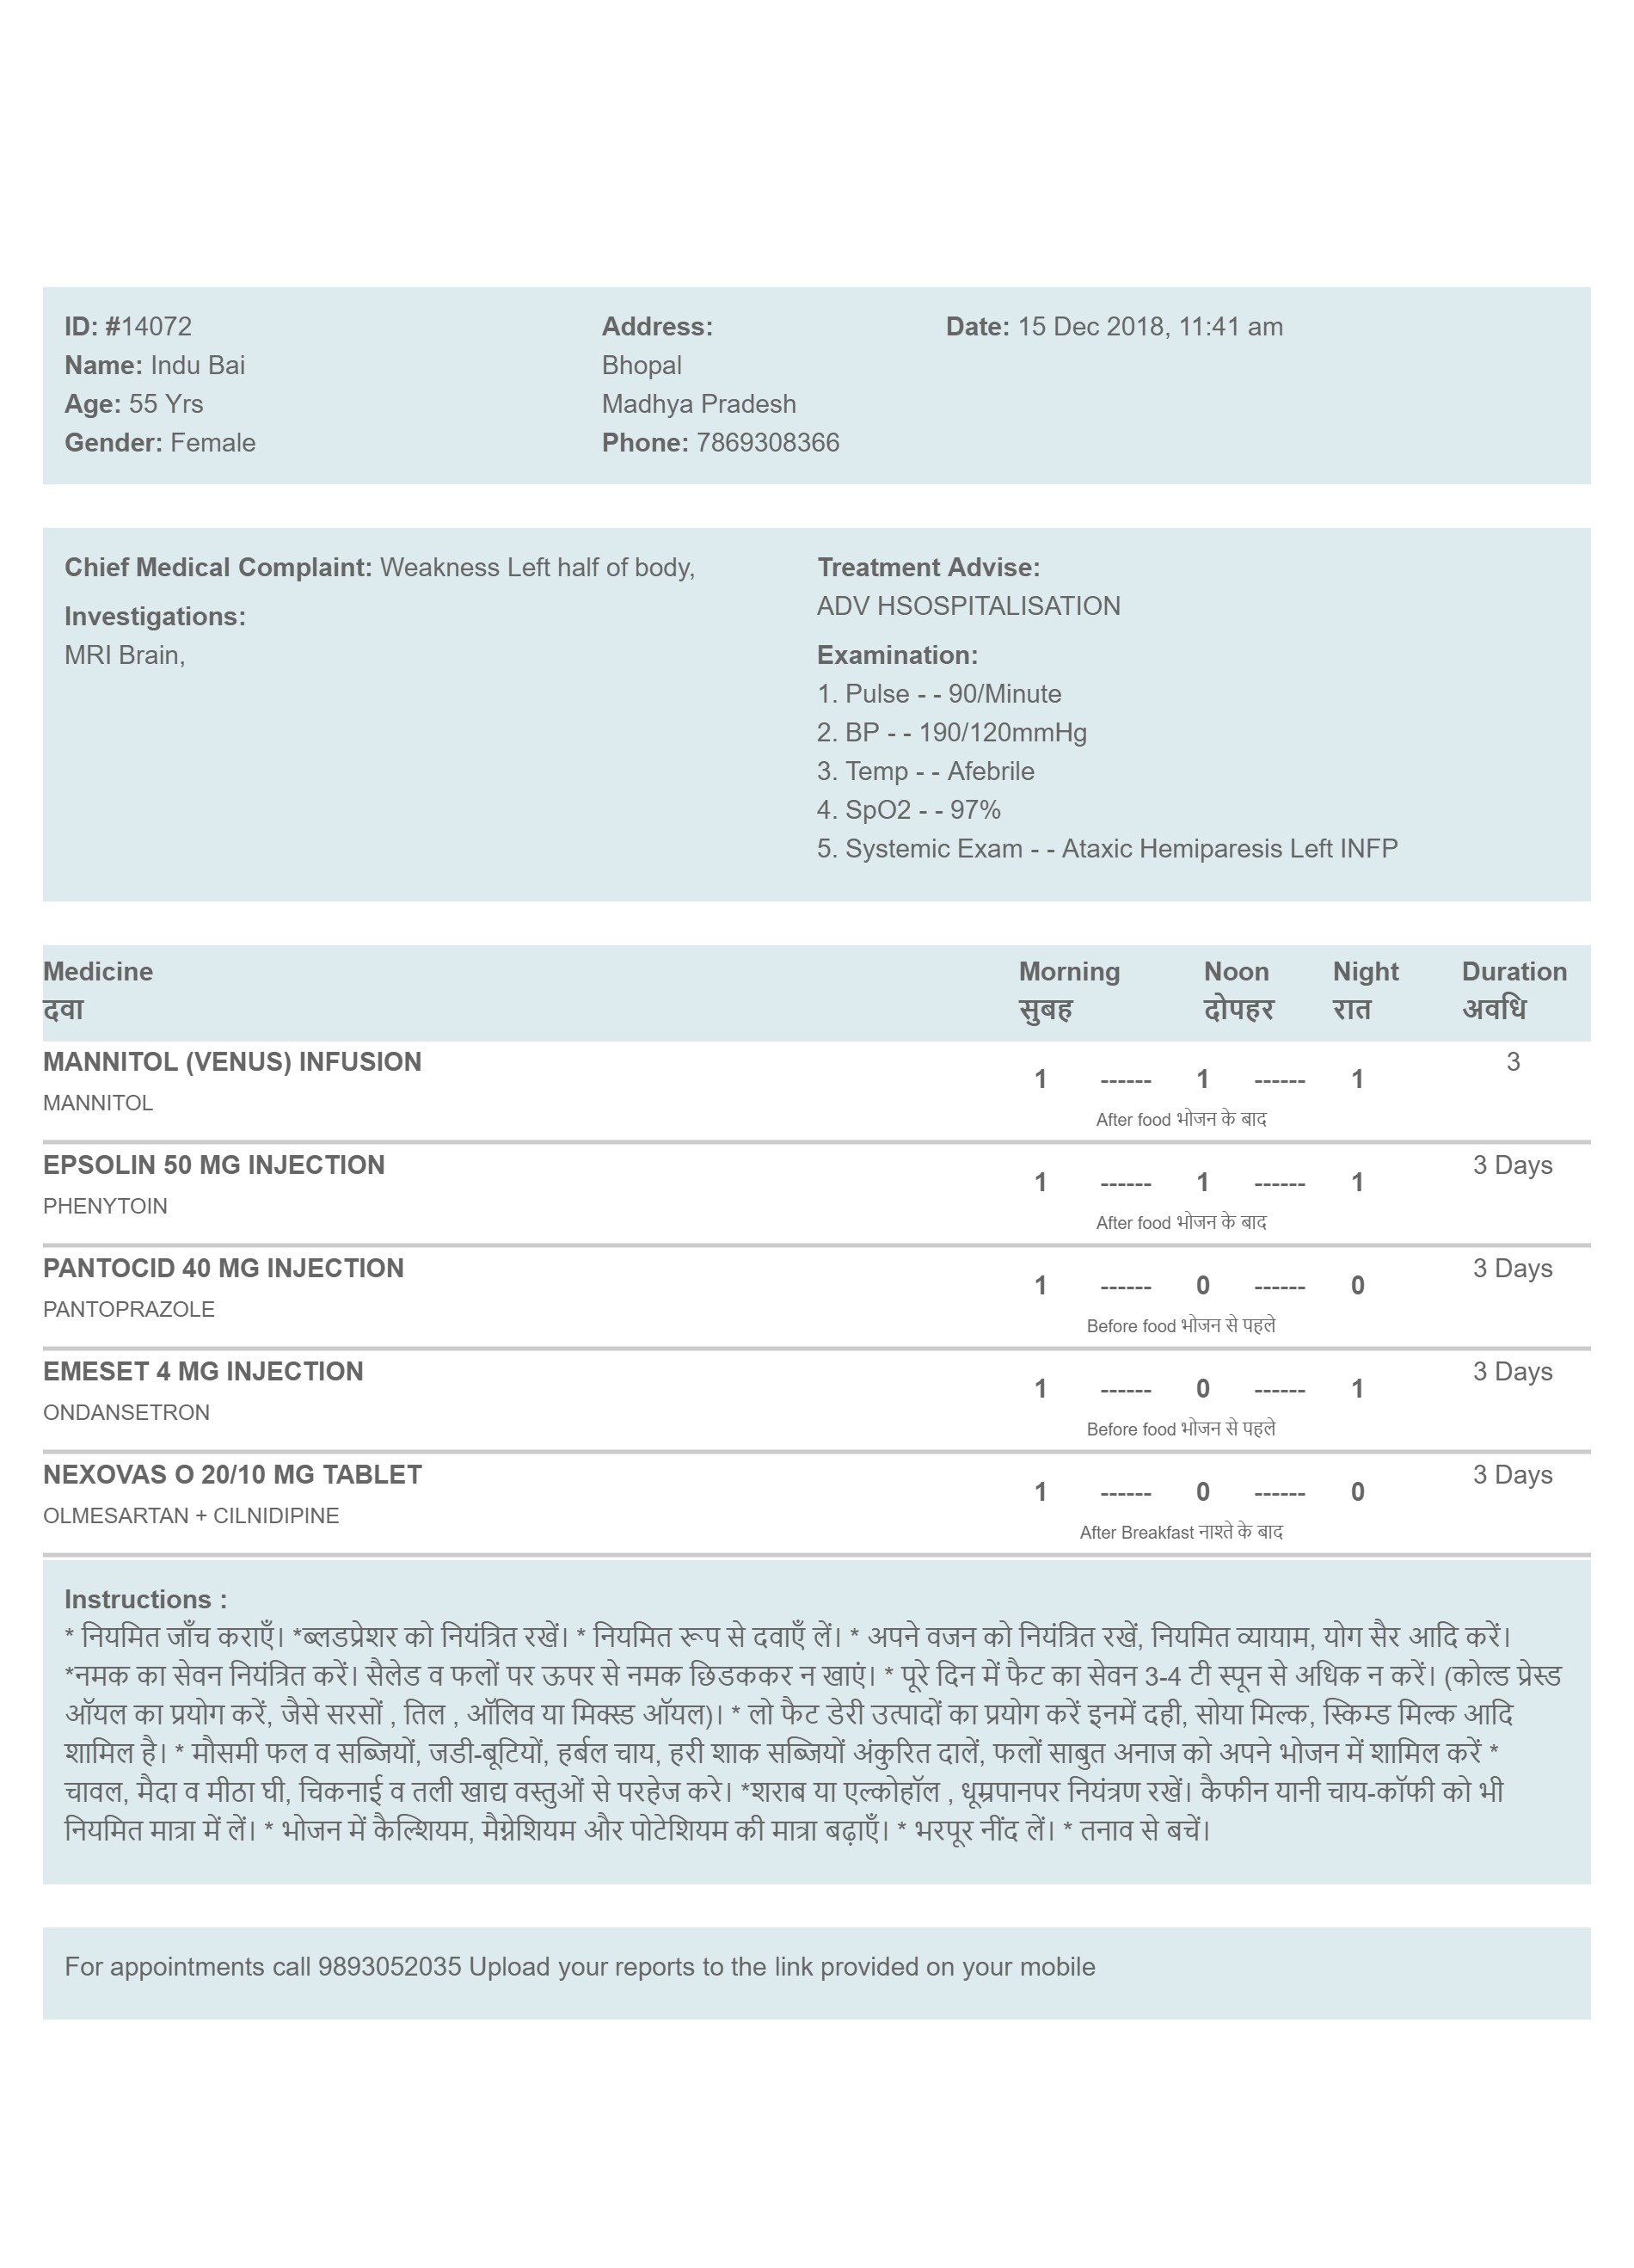 ID: #14072
Name: Indu Bai
Age: 55 Yrs
Gender: Female
Address:
Bhopal
Madhya Pradesh
Phone: 7869308366
Date: 15 Dec 2018, 11:41 am
Chief Medical Complaint: Weakness Left half of body,
Investigations:
MRI Brain,
Treatment Advise:
ADV HSOSPITALISATION
Examination:
1. Pulse - - 90/Minute
2. BP - - 190/120mmHg
3. Temp - - Afebrile
4. SpO2 - - 97%
5. Systemic Exam - - Ataxic Hemiparesis Left INFP
Medicine Morning Noon Night Duration
दवा सुबह दोपहर रात अवधि
MANNITOL (VENUS) INFUSION 3
1 ------ 1 ------ 1
MANNITOL
After food भोजन के बाद
EPSOLIN 50 MG INJECTION 3 Days
1 ------ 1 ------ 1
PHENYTOIN
After food भोजन के बाद
PANTOCID 40 MG INJECTION 3 Days
1 ------ 0 ------ 0
PANTOPRAZOLE
Before food भोजन से पहले
EMESET 4 MG INJECTION 3 Days
1 ------ 0 ------ 1
ONDANSETRON
Before food भोजन से पहले
NEXOVAS O 20/10 MG TABLET 3 Days
1 ------ 0 ------ 0
OLMESARTAN + CILNIDIPINE
After Breakfast नाश्ते के बाद
Instructions :
* नियमित जाँच कराएँ। *ब्लडप्रेशर को नियंत्रित रखें। * नियमित रूप से दवाएँ लें। * अपने वजन को नियंत्रित रखें, नियमित व्यायाम, योग सैर आदि करें।
*नमक का सेवन नियंत्रित करें। सैलेड व फलों पर ऊपर से नमक छिडककर न खाएं। * पूरे दिन में फैट का सेवन 3-4 टी स्पून से अधिक न करें। (कोल्ड प्रेस्ड
ऑयल का प्रयोग करें, जैसे सरसों , तिल , ऑलिव या मिक्स्ड ऑयल)। * लो फैट डेरी उत्पादों का प्रयोग करें इनमें दही, सोया मिल्क, स्किम्ड मिल्क आदि
शामिल है। * मौसमी फल व सब्जियों, जडी-बूटियों, हर्बल चाय, हरी शाक सब्जियों अंकुरित दालें, फलों साबुत अनाज को अपने भोजन में शामिल करें *
चावल, मैदा व मीठा घी, चिकनाई व तली खाद्य वस्तुओं से परहेज करे। *शराब या एल्कोहॉल , धूम्रपानपर नियंत्रण रखें। कैफीन यानी चाय-कॉफी को भी
नियमित मात्रा में लें। * भोजन में कैल्शियम, मैग्नेशियम और पोटेशियम की मात्रा बढ़ाएँ। * भरपूर नींद लें। * तनाव से बचें।
For appointments call 9893052035 Upload your reports to the link provided on your mobile